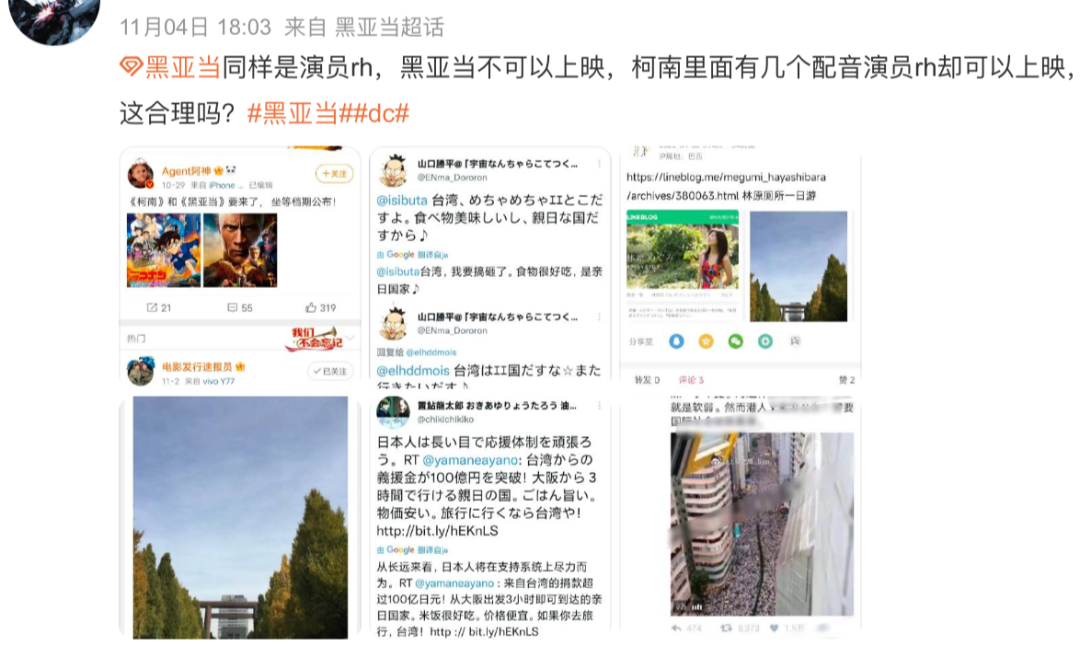 11月04日 18:03 来自 黑亚当超话
黑亚当同样是演员rh，黑亚当不可以上映，柯南里面有几个配音演员rh却可以上映，
这合理吗？#黑亚当##dc#
Agent阿神
+关注
10-29 来自 iPhone ... 已编辑
《柯南》和《黑亚当》要来了，坐等档期公布！
21
55
319
热门
我们
不会忘记
电影发行速报员
11-2 来自 vivo Y77
已关注
山口勝平@「宇宙なんちゃらこてつく...
@ENma_Dororon
@isibuta 台湾、めちゃめちゃエエとこだ
すよ。食べ物美味しいし、親日な国だ
すから♪
由 Google 翻译自ja
@isibuta台湾，我要搞砸了。食物很好吃，是亲
日国家♪
山口勝平@「宇宙なんちゃらこてつく...
@ENma_Dororon
回复给 @elhddmois
@elhddmois 台湾はエエ国だすな☆また
行きたいだす♪
https://lineblog.me/megumi_hayashibara
/archives/380063.html 林原厕所一日游
LINEBLOG
分享至
转发 0
评论 3
赞 2
置鮎龍太郎 おきあゆりょうたろう 油...
@chikichikiko
日本人は長い目で応援体制を頑張ろ
う。RT @yamaneayano: 台湾からの
義援金が100億円を突破！大阪から３
時間で行ける親日の国。ごはん旨い。
物価安い。旅行に行くなら台湾や！
http://bit.ly/hEKnLS
由 Google 翻译自ja
从长远来看，日本人将在支持系统上尽力而
为。RT @yamaneayano：来自台湾的捐款超
过100亿日元！从大阪出发3小时即可到达的亲
日国家。米饭很好吃。价格便宜。如果你去旅
行，台湾！http :// bit.ly/hEKnLS
就是软弱。然而港人
要
474